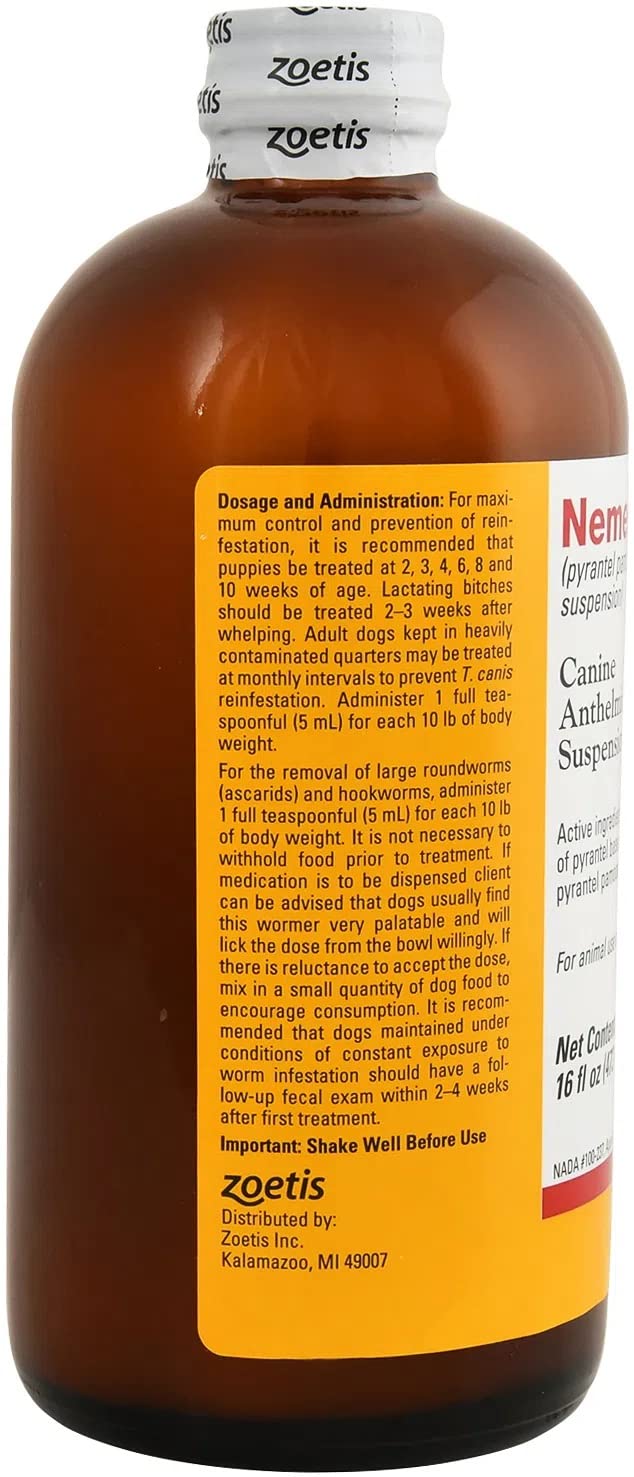 zoetis
zoetis
Dosage and Administration: For maxi-
mum control and prevention of rein-
festation, it is recommended that
puppies be treated at 2, 3, 4, 6, 8 and
10 weeks of age. Lactating bitches
should be treated 2–3 weeks after
whelping. Adult dogs kept in heavily
contaminated quarters may be treated
at monthly intervals to prevent T. canis
reinfestation. Administer 1 full tea-
spoonful (5 mL) for each 10 lb of body
weight.
For the removal of large roundworms
(ascarids) and hookworms, administer
1 full teaspoonful (5 mL) for each 10 lb
of body weight. It is not necessary to
withhold food prior to treatment. If
medication is to be dispensed client
can be advised that dogs usually find
this wormer very palatable and will
lick the dose from the bowl willingly. If
there is reluctance to accept the dose,
mix in a small quantity of dog food to
encourage consumption. It is recom-
mended that dogs maintained under
conditions of constant exposure to
worm infestation should have a fol-
low-up fecal exam within 2–4 weeks
after first treatment.
Important: Shake Well Before Use
zoetis
Distributed by:
Zoetis Inc.
Kalamazoo, MI 49007
Neme
(pyrantel
suspension)
Canine
Active
of pyrantel
pyrantel
For animal
Net
16 fl oz
NADA #100-237,